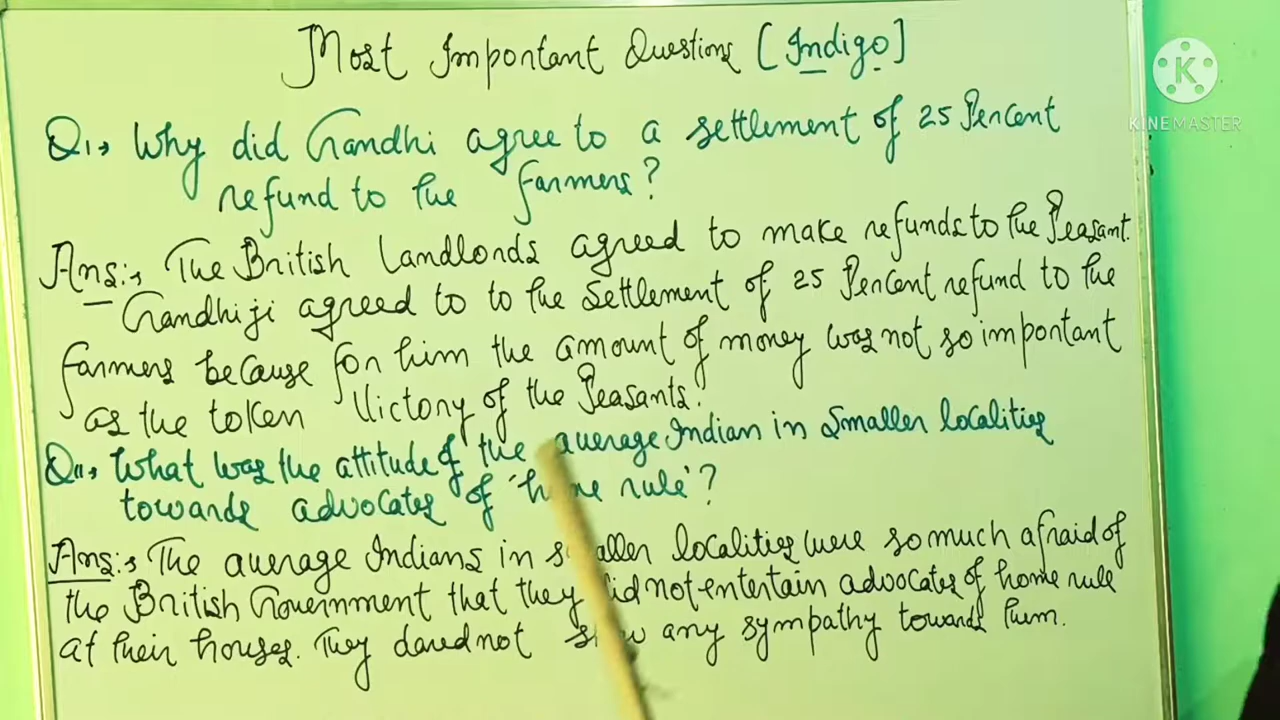 Most Important Questions [Indigo]
K
KINEMASTER
Q1, Why did Gandhi agree to a settlement of 25 Percent
refund to the farmers?
Ans:, The British Landlords agreed to make refunds to the Peasant.
Gandhiji agreed to to the Settlement of 25 Percent refund to the
farmers because for him the amount of money was not so important
as the token Victory of the Peasants.
Q11, What was the attitude of the average Indian in Smaller localities
towards advocates of 'home rule'?
Ans:, The average Indians in smaller localities were so much afraid of
the British Government that they did not entertain advocates of home rule
at their houses. They dared not show any sympathy towards them.